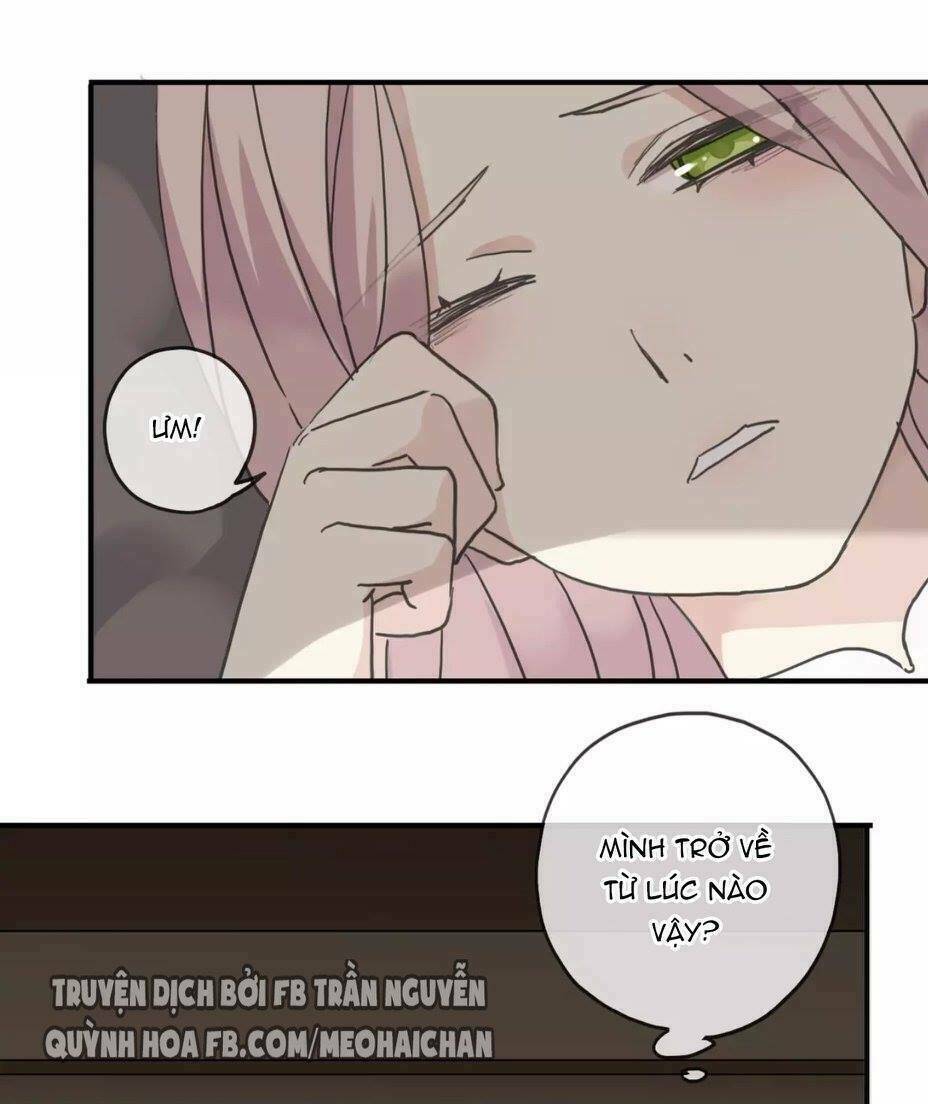 ƯM!
MÌNH TRỞ VỀ
TỪ LÚC NÀO
VẬY?
TRUYỆN DỊCH BỞI FB TRẦN NGUYỄN
QUỲNH HOA FB.COM/MEOHAICHAN